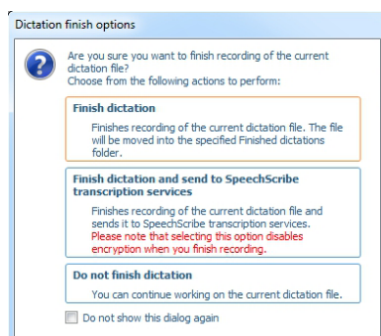 Dictation finish options
Are you sure you want to finish recording of the current
dictation file?
Choose from the following actions to perform:
Finish dictation
Finishes recording of the current dictation file. The file
will be moved into the specified Finished dictations
folder.
Finish dictation and send to SpeechScribe
transcription services
Finishes recording of the current dictation file and
sends it to SpeechScribe transcription services.
Please note that selecting this option disables
encryption when you finish recording.
Do not finish dictation
You can continue working on the current dictation file.
Do not show this dialog again